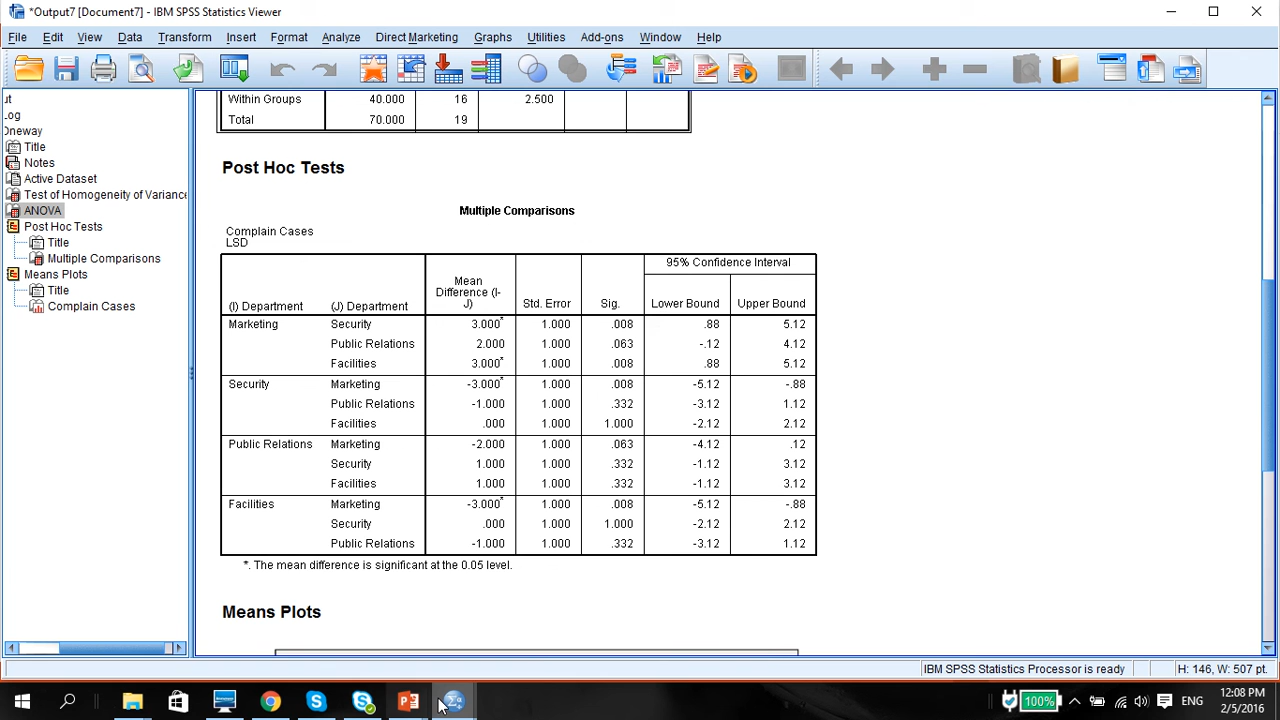 *Output7 [Document7] - IBM SPSS Statistics Viewer
File Edit View Data Transform Insert Format Analyze Direct Marketing Graphs Utilities Add-ons Window Help
ut
Log
Oneway
Title
Notes
Active Dataset
Test of Homogeneity of Variance
ANOVA
Post Hoc Tests
Title
Multiple Comparisons
Means Plots
Title
Complain Cases
Within Groups 40.000 16 2.500
Total 70.000 19
Post Hoc Tests
Multiple Comparisons
Complain Cases
LSD
95% Confidence Interval
(I) Department (J) Department Mean Difference (I-J) Std. Error Sig. Lower Bound Upper Bound
Marketing Security 3.000* 1.000 .008 .88 5.12
Public Relations 2.000 1.000 .063 -.12 4.12
Facilities 3.000* 1.000 .008 .88 5.12
Security Marketing -3.000* 1.000 .008 -5.12 -.88
Public Relations -1.000 1.000 .332 -3.12 1.12
Facilities .000 1.000 1.000 -2.12 2.12
Public Relations Marketing -2.000 1.000 .063 -4.12 .12
Security 1.000 1.000 .332 -1.12 3.12
Facilities 1.000 1.000 .332 -1.12 3.12
Facilities Marketing -3.000* 1.000 .008 -5.12 -.88
Security .000 1.000 1.000 -2.12 2.12
Public Relations -1.000 1.000 .332 -3.12 1.12
*. The mean difference is significant at the 0.05 level.
Means Plots
IBM SPSS Statistics Processor is ready H: 146, W: 507 pt.
100% ENG 12:08 PM
2/5/2016